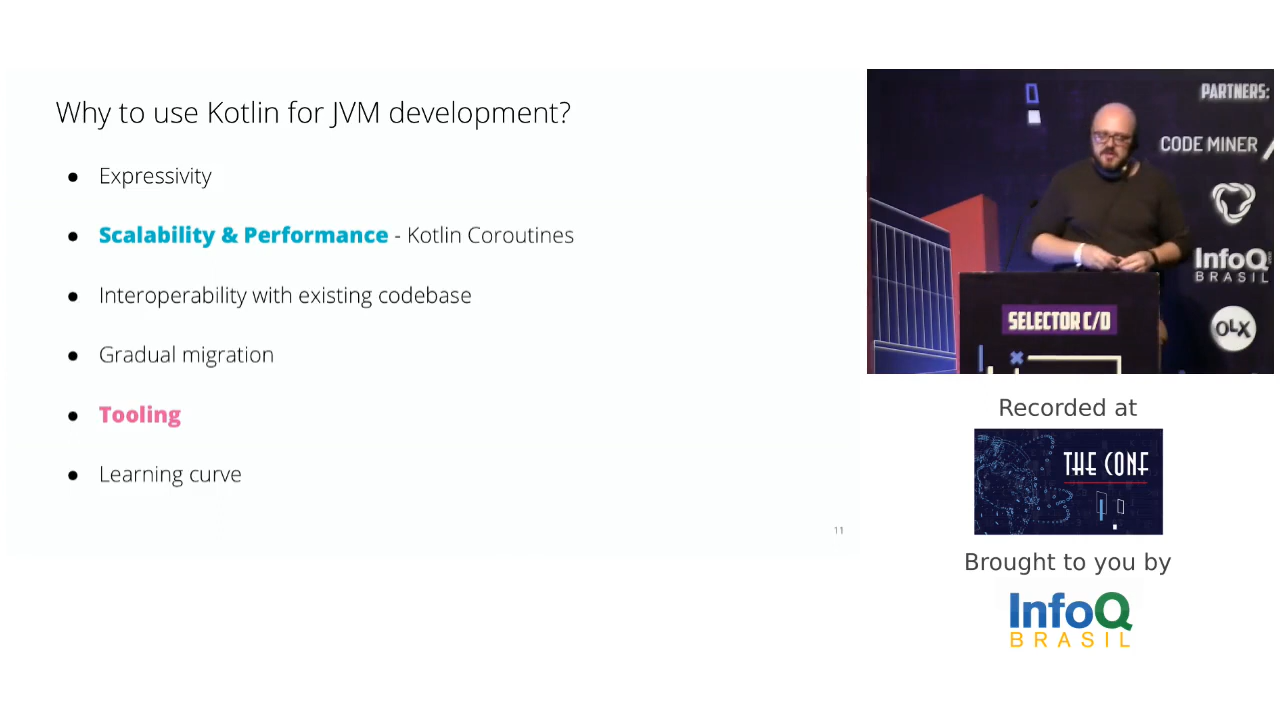 Why to use Kotlin for JVM development?
● Expressivity
● Scalability & Performance - Kotlin Coroutines
● Interoperability with existing codebase
● Gradual migration
● Tooling
● Learning curve
11
PARTNERS:
CODE MINER
InfoQ
BRASIL
OLX
SELECTOR C/D
Recorded at
THE CONF
Brought to you by
InfoQ
BRASIL